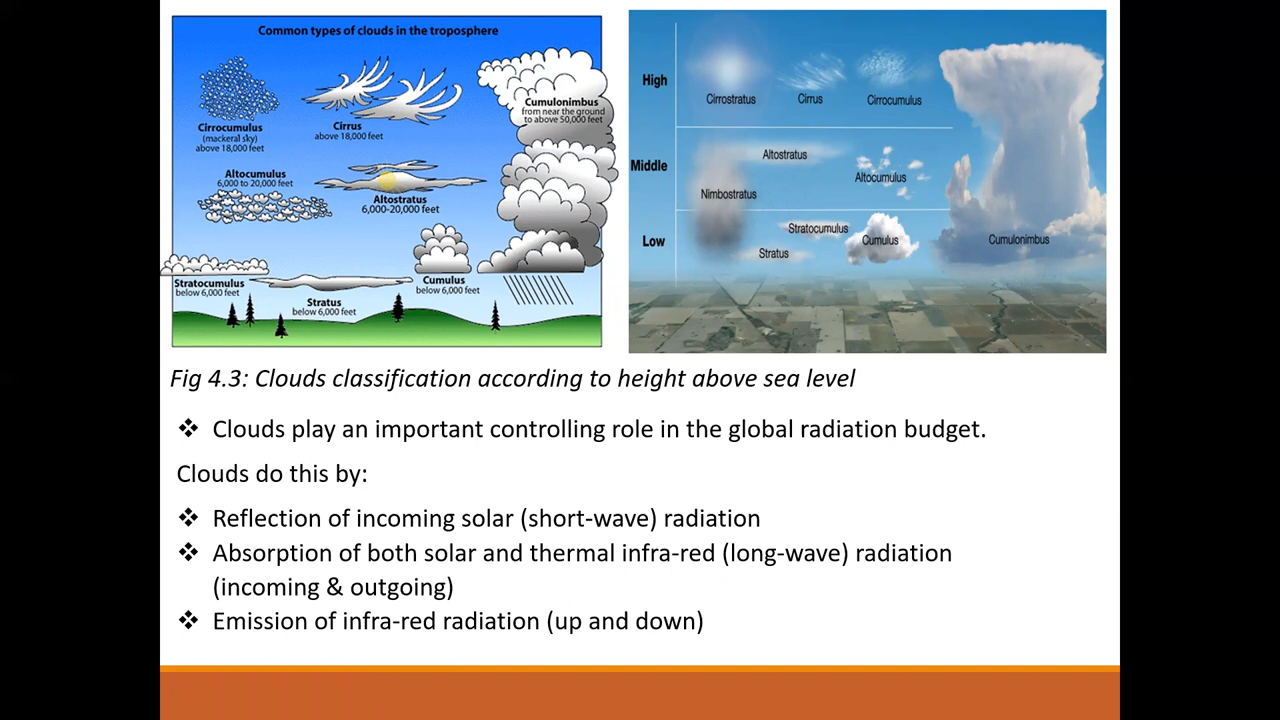 Common types of clouds in the troposphere
Cirrocumulus
(mackeral sky)
above 18,000 feet
Cirrus
above 18,000 feet
Cumulonimbus
from near the ground
to above 50,000 feet
Altocumulus
6,000 to 20,000 feet
Altostratus
6,000-20,000 feet
Stratocumulus
below 6,000 feet
Stratus
below 6,000 feet
Cumulus
below 6,000 feet
High
Cirrostratus
Cirrus
Cirrocumulus
Middle
Altostratus
Altocumulus
Nimbostratus
Low
Stratocumulus
Cumulus
Stratus
Cumulonimbus
Fig 4.3: Clouds classification according to height above sea level
❖ Clouds play an important controlling role in the global radiation budget.
Clouds do this by:
❖ Reflection of incoming solar (short-wave) radiation
❖ Absorption of both solar and thermal infra-red (long-wave) radiation
(incoming & outgoing)
❖ Emission of infra-red radiation (up and down)